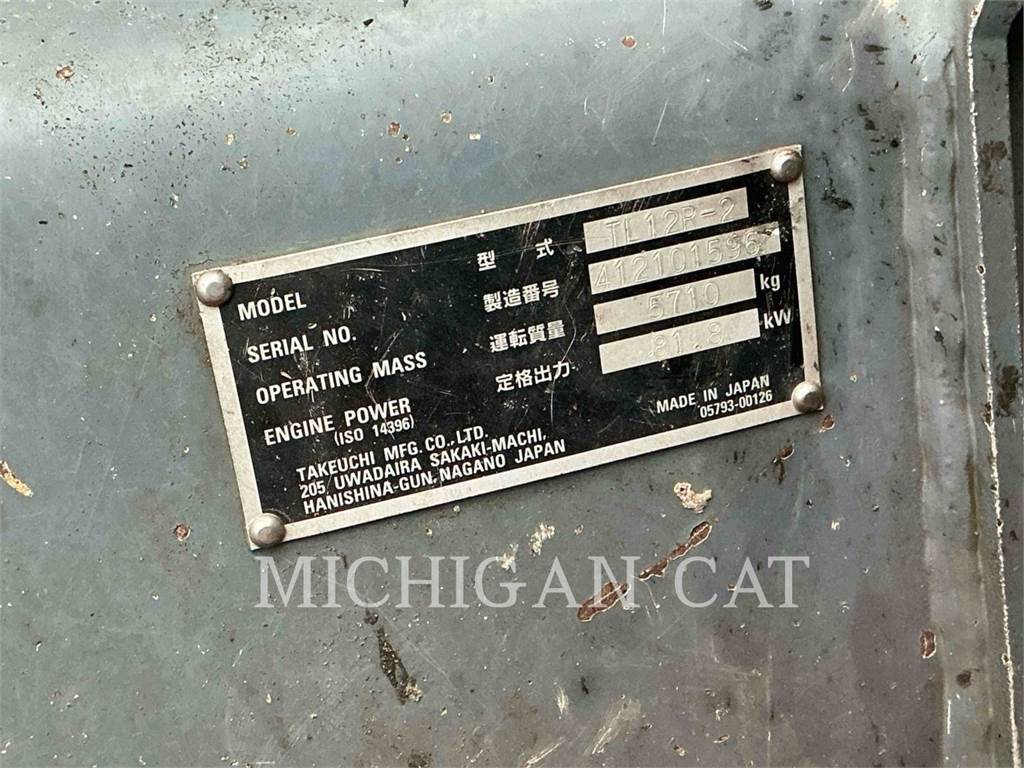 MODEL 型 式 TL12R-2
SERIAL NO. 製造番号 412101596
OPERATING MASS 運転質量 5710 kg
ENGINE POWER 定格出力 81.8 kW
(ISO 14396)
TAKEUCHI MFG. CO., LTD.
205 UWADAIRA SAKAKI-MACHI,
HANISHINA-GUN, NAGANO JAPAN
MADE IN JAPAN
05793-00126
MICHIGAN CAT